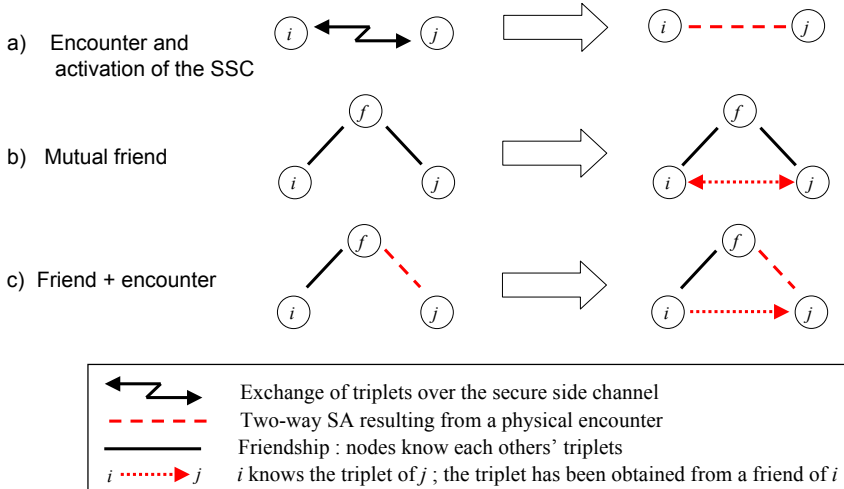 a) Encounter and activation of the SSC
i j i j
f f
b) Mutual friend
i j i j
f f
c) Friend + encounter
i j i j
Exchange of triplets over the secure side channel
Two-way SA resulting from a physical encounter
Friendship : nodes know each others’ triplets
i j i knows the triplet of j ; the triplet has been obtained from a friend of i